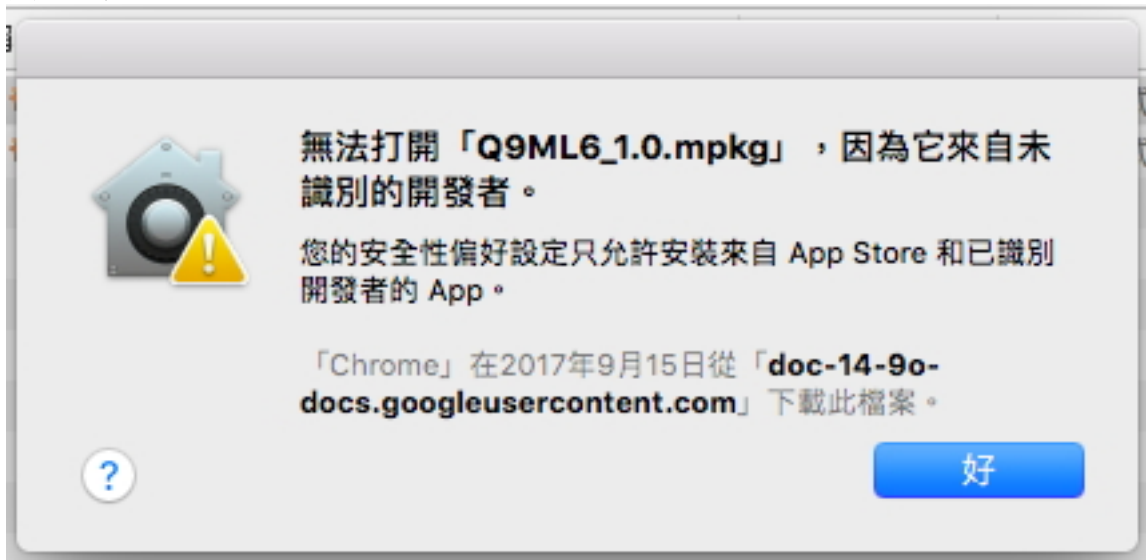 無法打開「Q9ML6_1.0.mpkg」，因為它來自未
識別的開發者。
您的安全性偏好設定只允許安裝來自 App Store 和已識別
開發者的 App。
「Chrome」在2017年9月15日從「doc-14-9o-
docs.googleusercontent.com」下載此檔案。
?
好